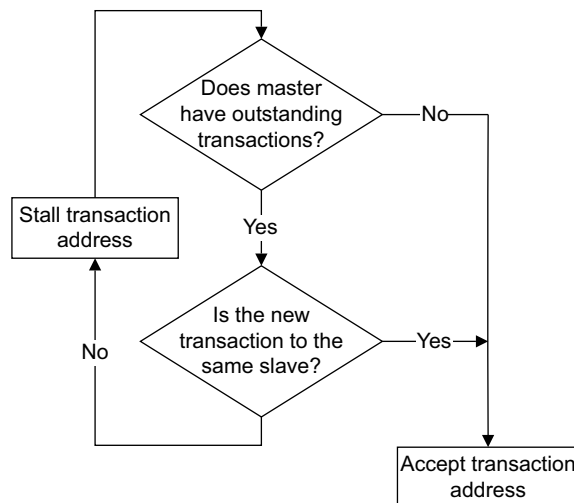 Does master
have outstanding
transactions?
No
Stall transaction
address
Yes
Is the new
transaction to the
same slave?
Yes
No
Accept transaction
address